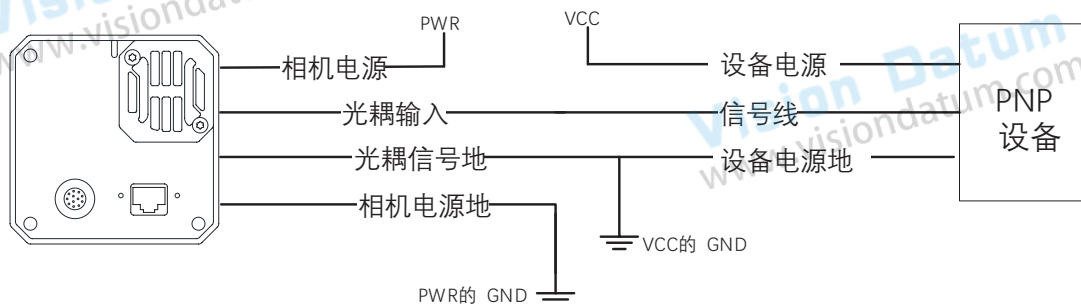 PWR
VCC
相机电源
设备电源
光耦输入
信号线
PNP
设备
光耦信号地
设备电源地
相机电源地
VCC的 GND
PWR的 GND
Vision Datum
www.visiondatum.com